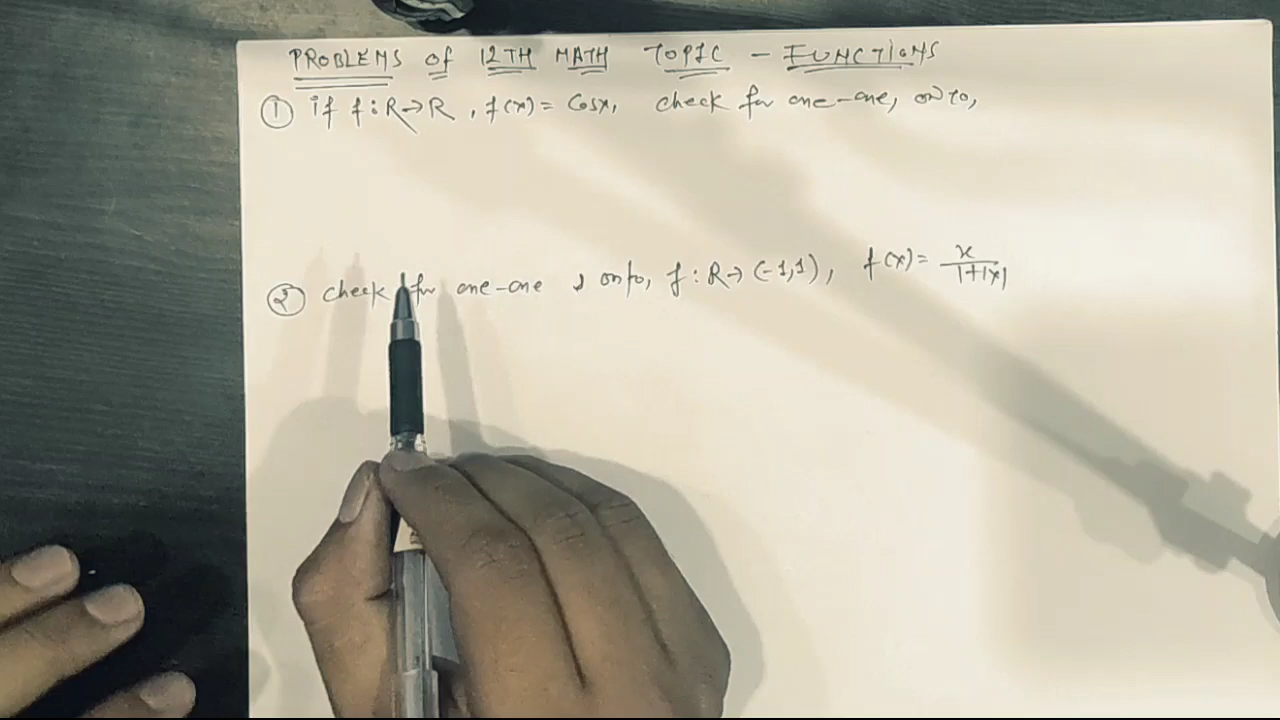 PROBLEMS of 12TH MATH TOPIC - FUNCTIONS
① if f:R→R, f(x) = Cosx, check for one-one, onto,
② check for one-one & onto, f:R→(-1,1), f(x) = x/1+|x|